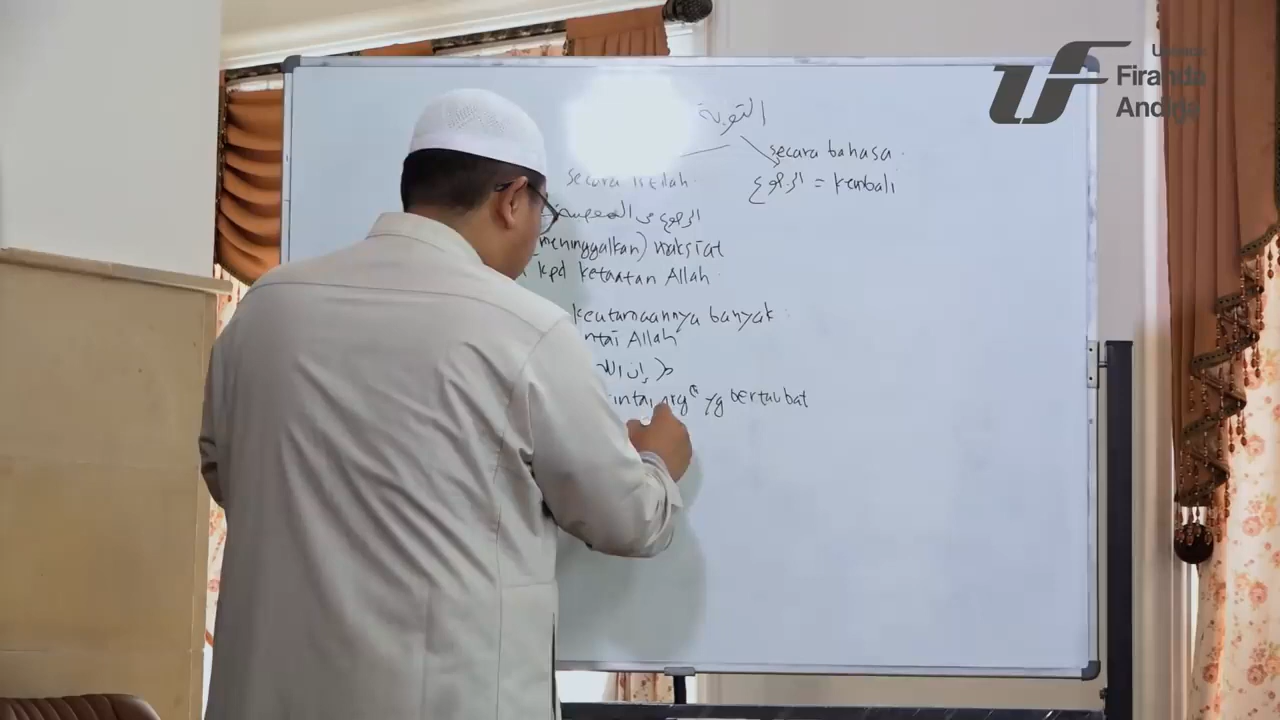 Ustadz
Firanda
Andirja
التوبة
secara bahasa
الرجوع = kembali
secara istilah
الرجوع من المعصية
(meninggalkan) maksiat
kpd ketaatan Allah
keutamaannya banyak
ntai Allah
إن الله
intai org² yg bertaubat